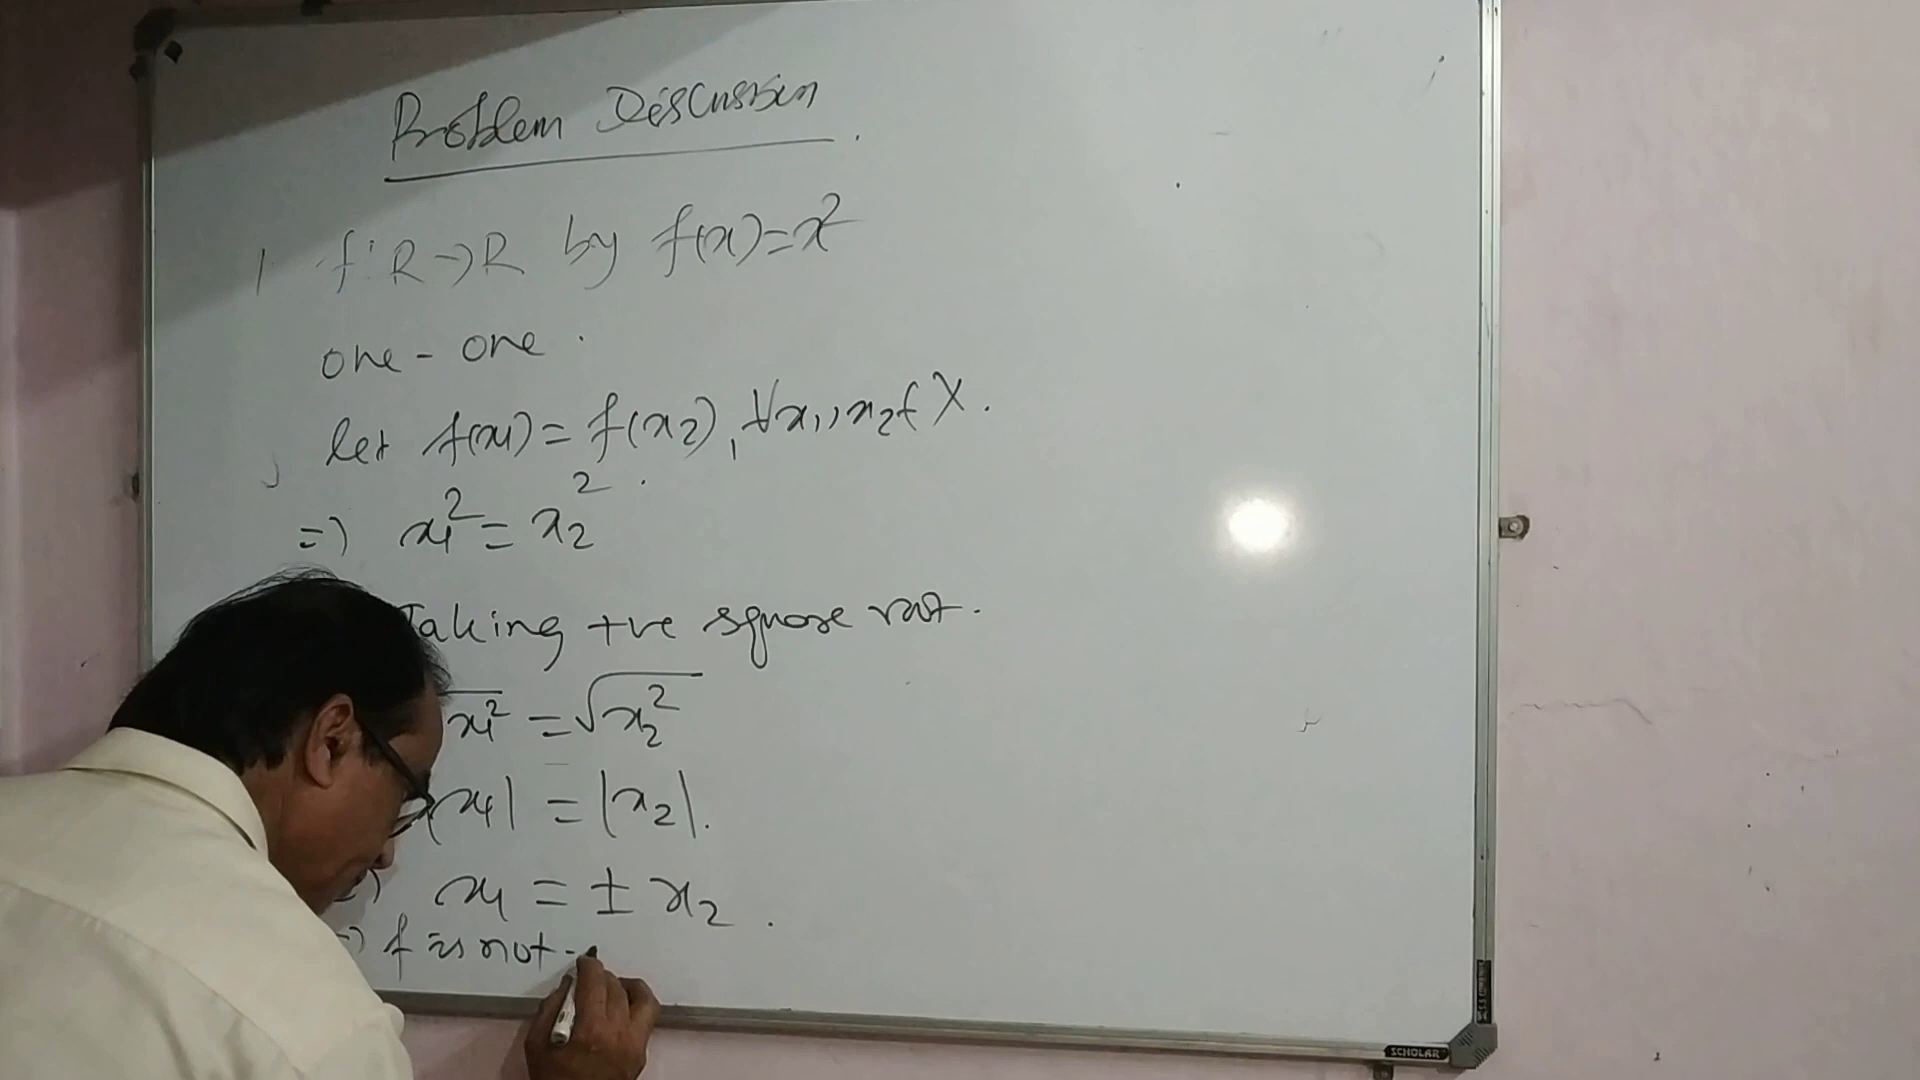 Problem Discussion.
1 f: R→R by f(x)=x²
one-one.
let f(x₁) = f(x₂), ∀x₁, x₂ ∈ X.
=) x₁² = x₂²
Taking +ve square root.
x₁² = √x₂²
|x₁| = |x₂|.
=) x₁ = ± x₂.
=) f is not
SCHOLAR